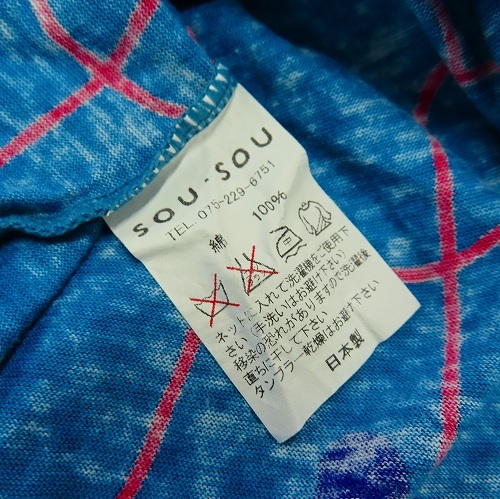 SOU・SOU
TEL. 075-229-6751
綿 100%
ネットに入れて洗濯機をご使用下
さい(手洗いはお避け下さい)
移染の恐れがありますので洗濯後
直ちに干して下さい
タンブラー乾燥はお避け下さい
日本製